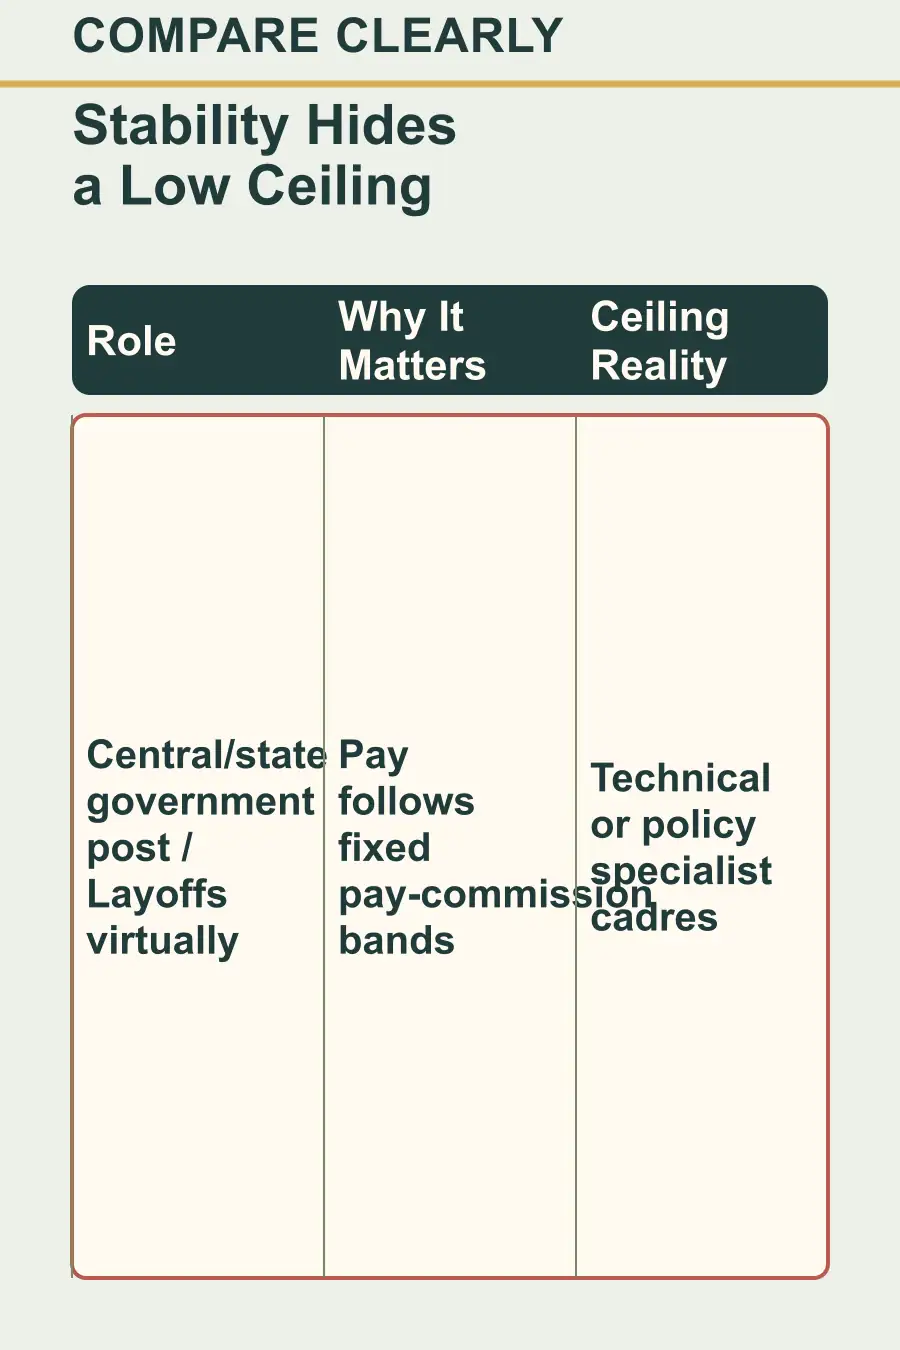 COMPARE CLEARLY
Stability Hides
a Low Ceiling
Role
Why It
Matters
Ceiling
Reality
Central/state
government
post /
Layoffs
virtually
Pay
follows
fixed
pay-commission
bands
Technical
or policy
specialist
cadres